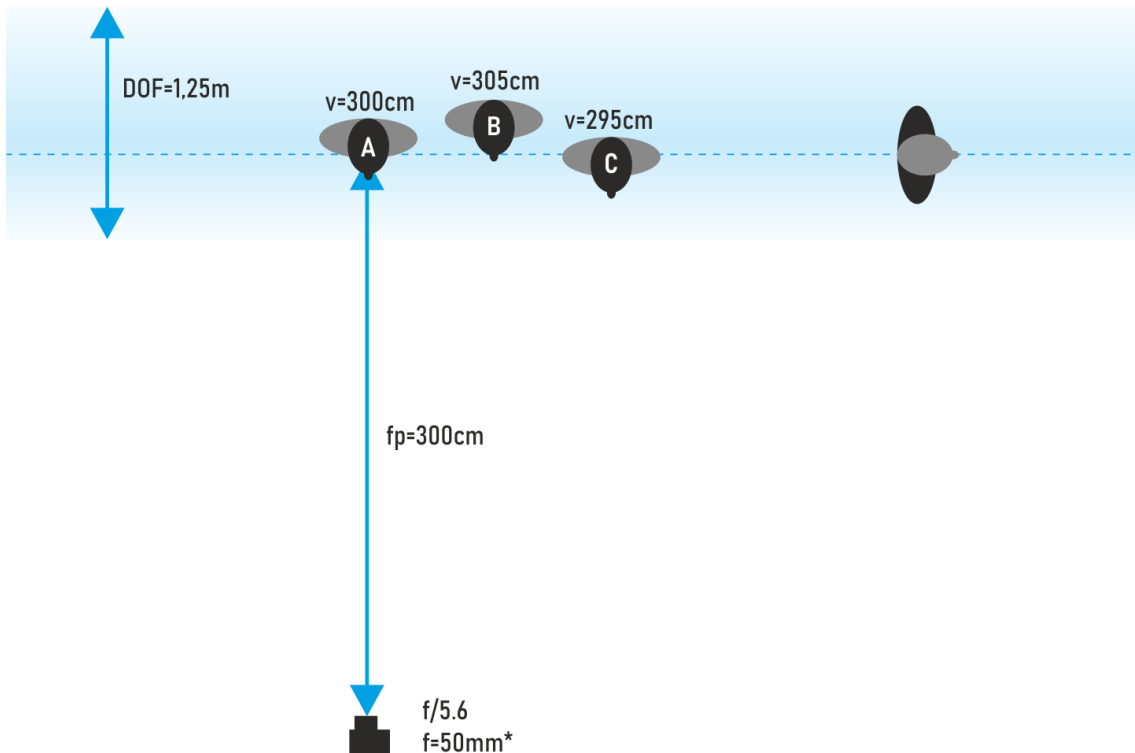 DOF=1,25m
v=300cm
v=305cm
v=295cm
A
B
C
fp=300cm
f/5.6
f=50mm*